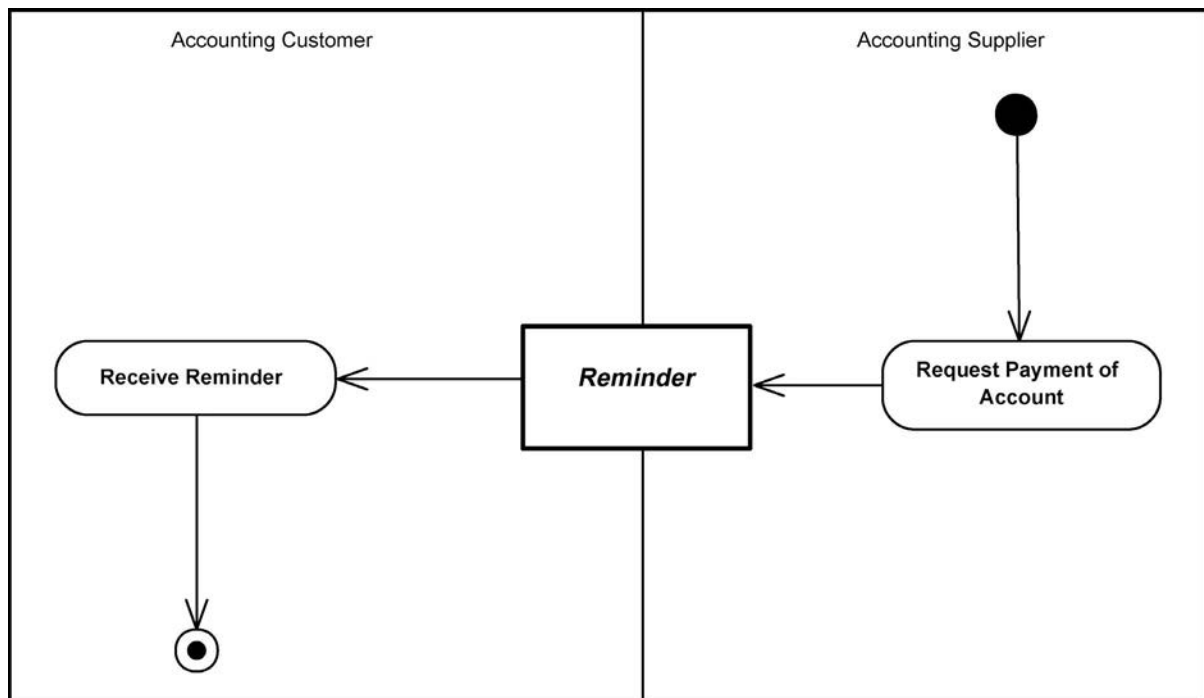 Accounting Customer
Accounting Supplier
Receive Reminder
Reminder
Request Payment of
Account